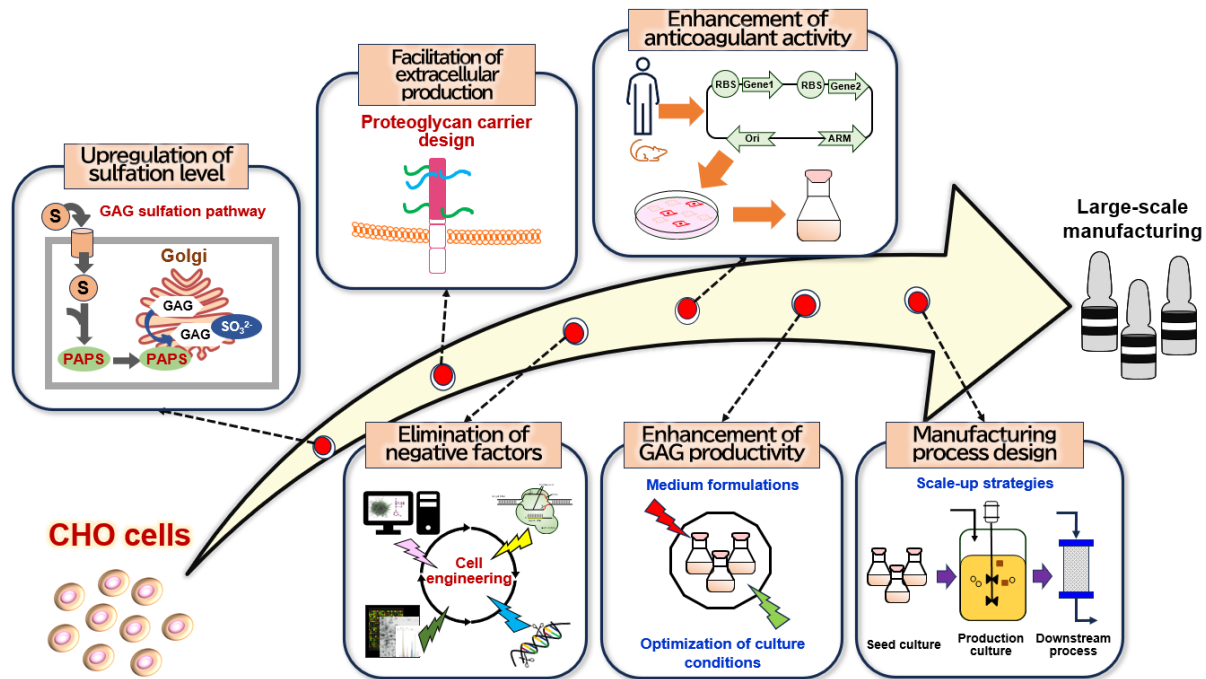 Enhancement of
anticoagulant activity
RBS
Gene1
RBS
Gene2
Ori
ARM
Facilitation of
extracellular
production
Proteoglycan carrier
design
Upregulation of
sulfation level
GAG sulfation pathway
S
Golgi
S
GAG
GAG
SO₃²⁻
PAPS
PAPS
Large-scale
manufacturing
CHO cells
Elimination of
negative factors
Cell
engineering
Enhancement of
GAG productivity
Medium formulations
Optimization of culture
conditions
Manufacturing
process design
Scale-up strategies
Seed culture
Production
culture
Downstream
process